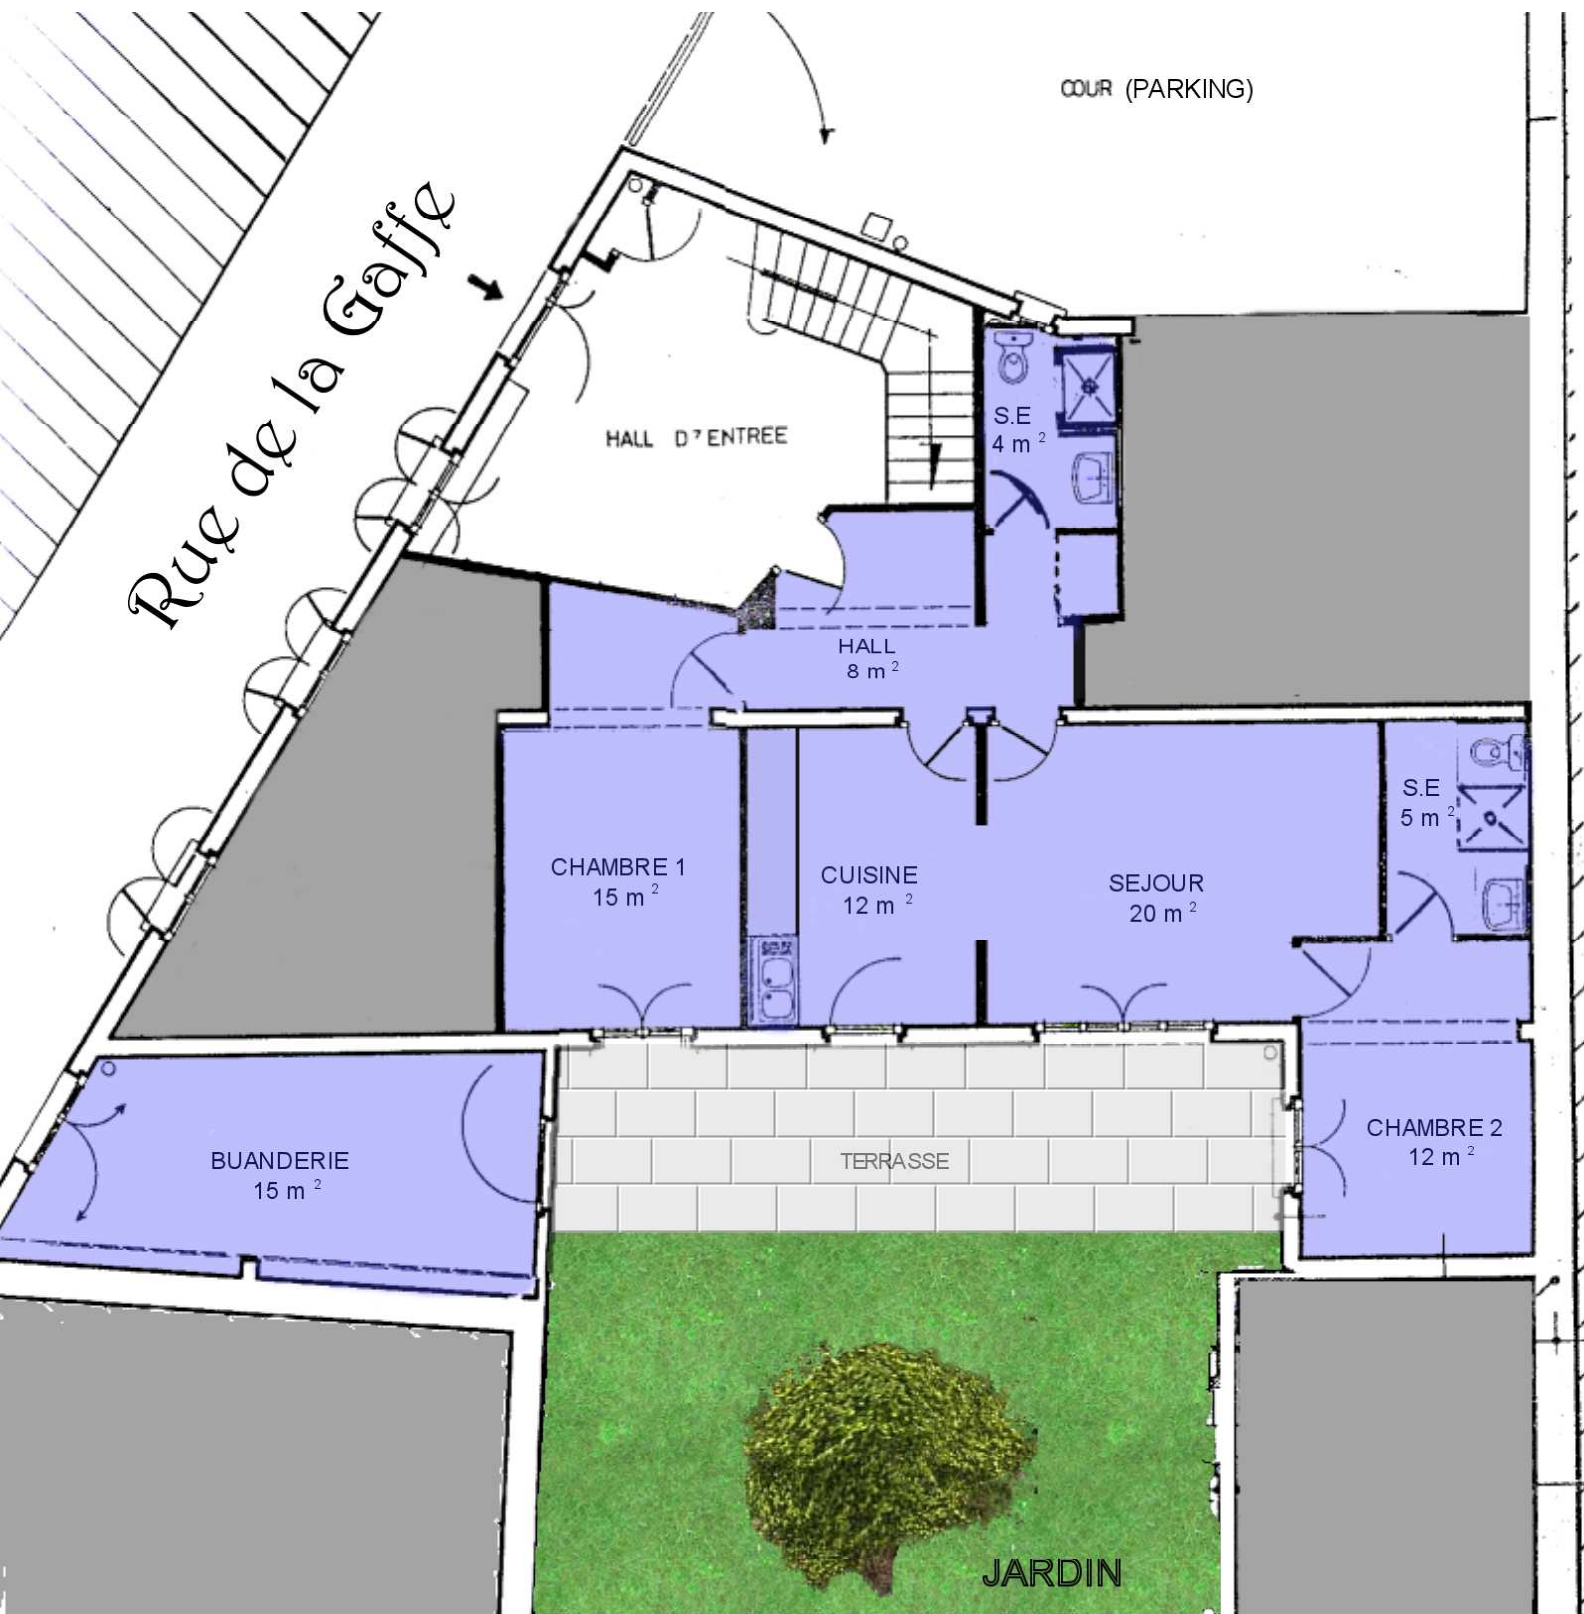 COUR (PARKING)
Rue de la Gaffe
HALL D'ENTREE
S.E
4 m ²
HALL
8 m ²
S.E
5 m ²
CHAMBRE 1
15 m ²
CUISINE
12 m ²
SEJOUR
20 m ²
CHAMBRE 2
12 m ²
BUANDERIE
15 m ²
TERRASSE
JARDIN